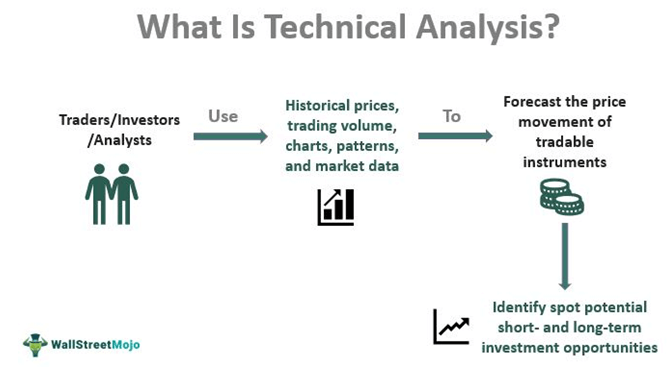 What Is Technical Analysis?
Traders/Investors
/Analysts
Use
Historical prices,
trading volume,
charts, patterns,
and market data
To
Forecast the price
movement of
tradable
instruments
Identify spot potential
short- and long-term
investment opportunities
WallStreetMojo